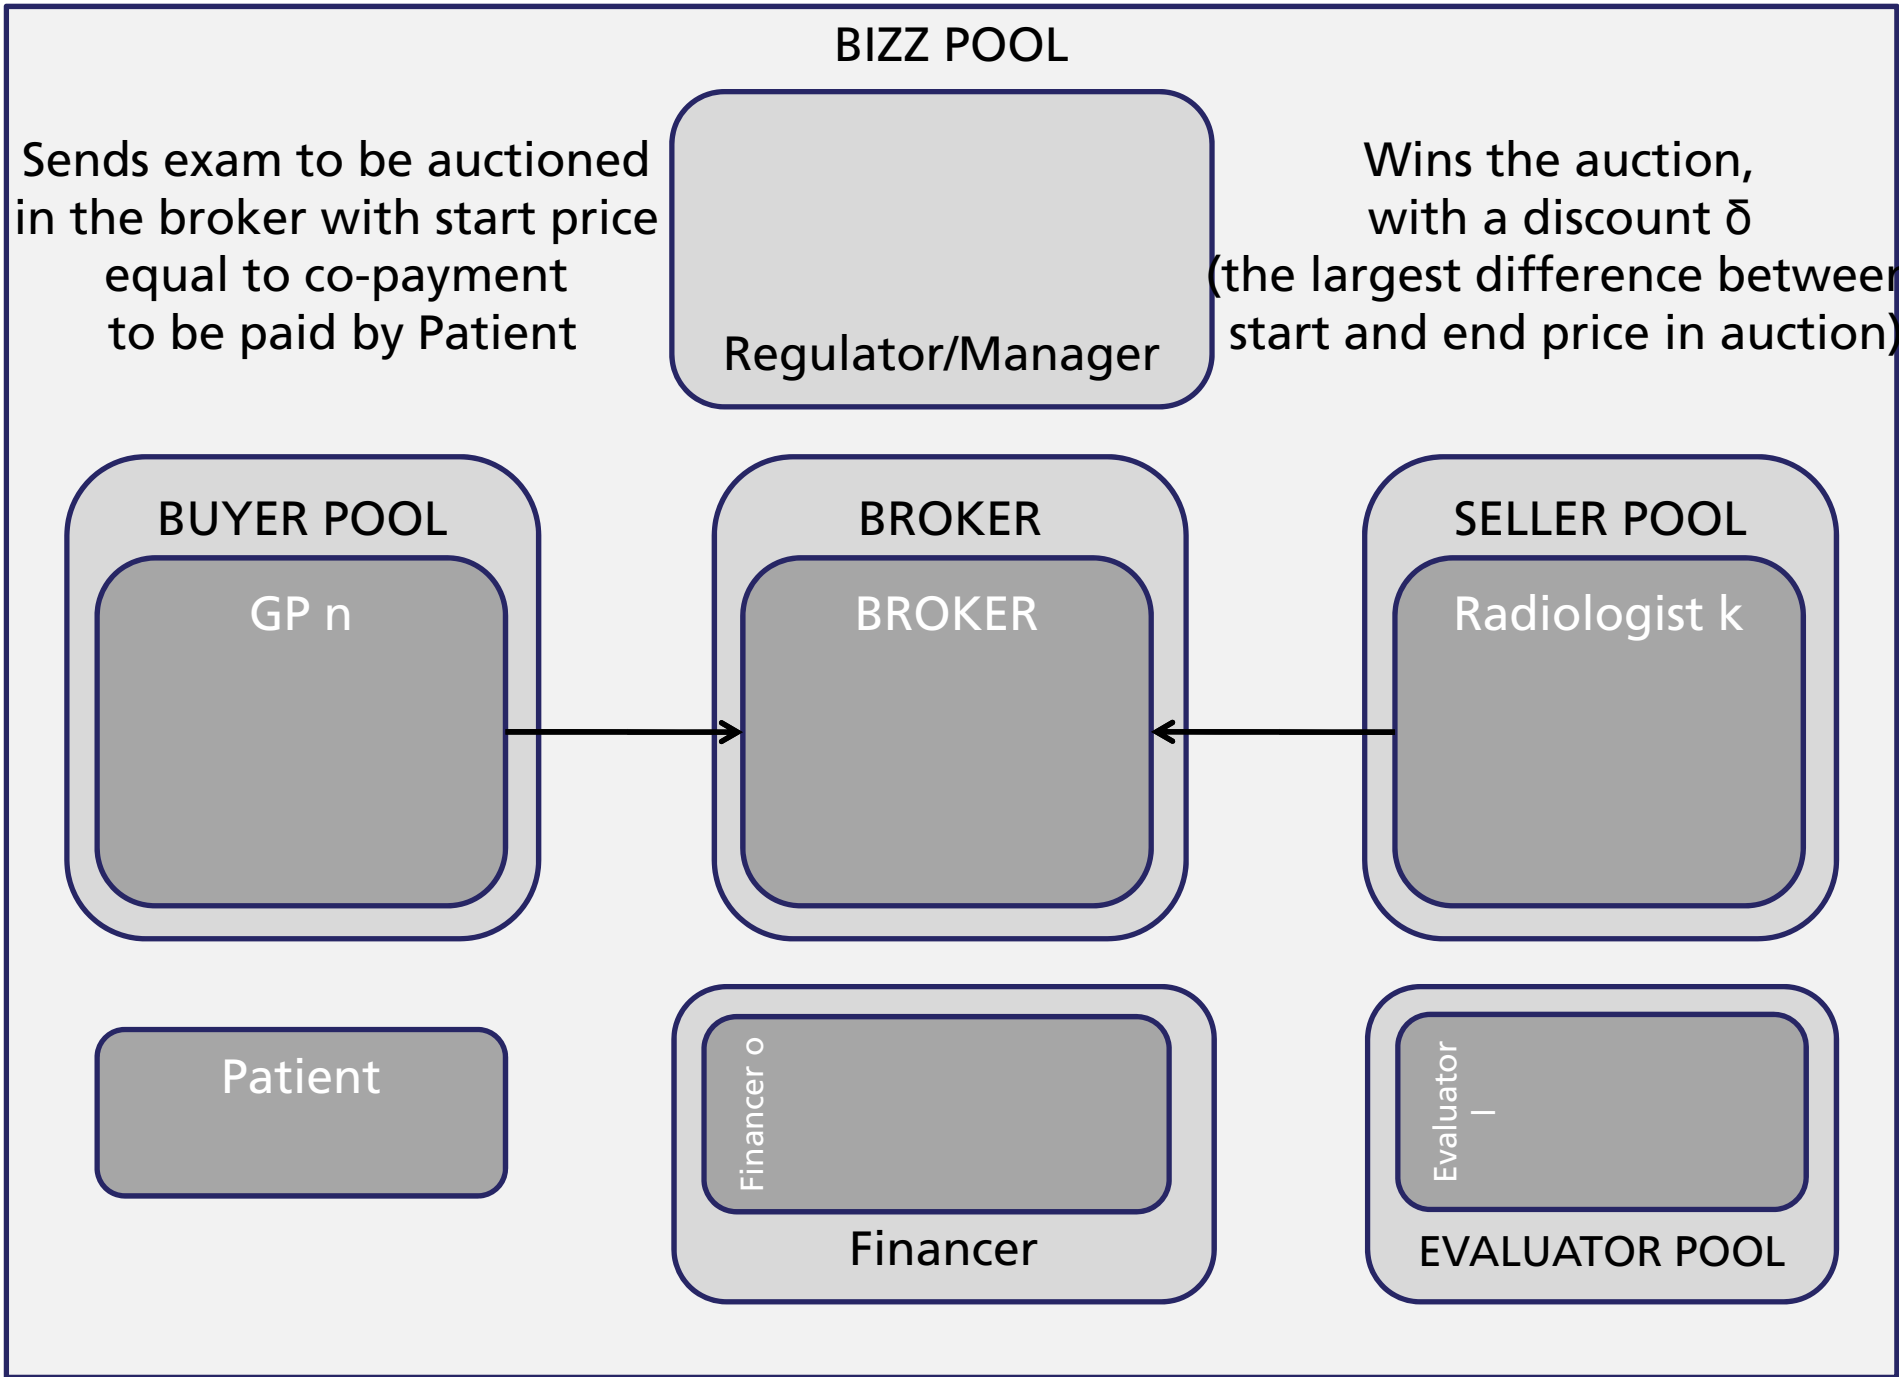 BIZZ POOL
Sends exam to be auctioned
in the broker with start price
equal to co-payment
to be paid by Patient
Regulator/Manager
Wins the auction,
with a discount δ
(the largest difference between
start and end price in auction)
BUYER POOL
GP n
BROKER
BROKER
SELLER POOL
Radiologist k
Patient
Financer o
Financer
Evaluator
l
EVALUATOR POOL